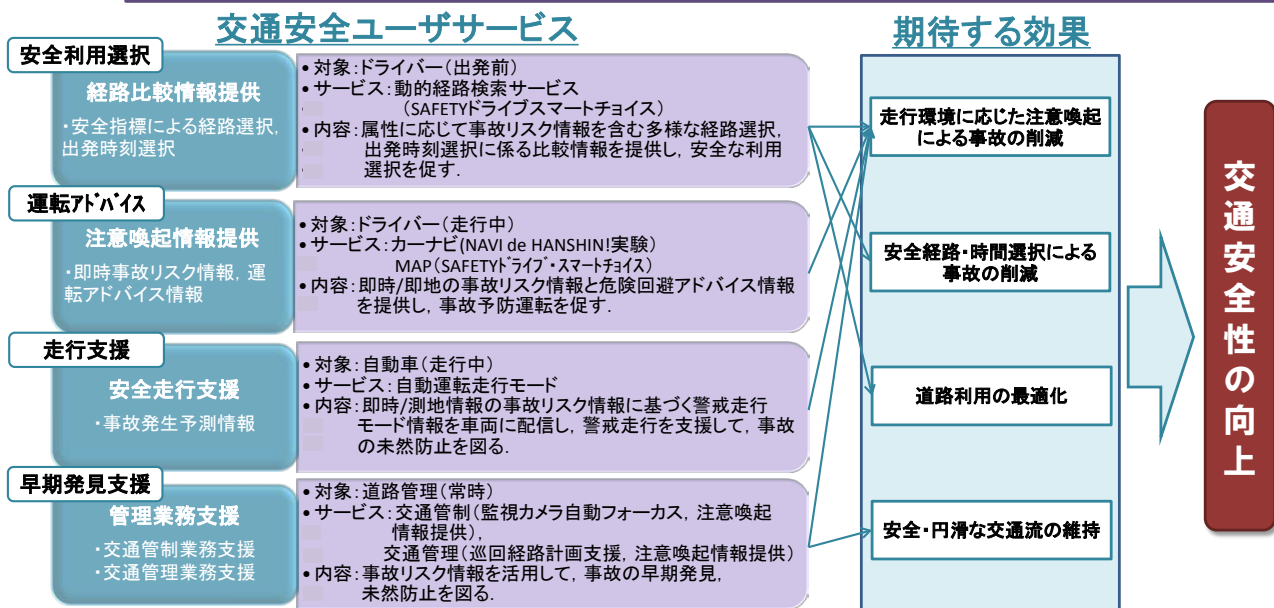 交通安全ユーザサービス
期待する効果
安全利用選択
経路比較情報提供
・安全指標による経路選択,
出発時刻選択
• 対象：ドライバー（出発前）
• サービス：動的経路検索サービス
（SAFETYドライブスマートチョイス）
• 内容：属性に応じて事故リスク情報を含む多様な経路選択,
出発時刻選択に係る比較情報を提供し, 安全な利用
選択を促す.
運転ｱﾄﾞﾊﾞｲｽ
注意喚起情報提供
・即時事故リスク情報, 運
転アドバイス情報
• 対象：ドライバー（走行中）
• サービス：カーナビ(NAVI de HANSHIN!実験）
MAP（SAFETYﾄﾞﾗｲﾌﾞ・スマートチョイス）
• 内容：即時/即地の事故リスク情報と危険回避アドバイス情報
を提供し, 事故予防運転を促す.
走行支援
安全走行支援
・事故発生予測情報
• 対象：自動車（走行中）
• サービス：自動運転走行モード
• 内容：即時/測地情報の事故リスク情報に基づく警戒走行
モード情報を車両に配信し, 警戒走行を支援して, 事故
の未然防止を図る.
早期発見支援
管理業務支援
・交通管制業務支援
・交通管理業務支援
• 対象：道路管理（常時）
• サービス：交通管制（監視カメラ自動フォーカス, 注意喚起
情報提供）,
交通管理（巡回経路計画支援, 注意喚起情報提供）
• 内容：事故リスク情報を活用して, 事故の早期発見,
未然防止を図る.
走行環境に応じた注意喚起
による事故の削減
安全経路・時間選択による
事故の削減
道路利用の最適化
安全・円滑な交通流の維持
交通安全性の向上